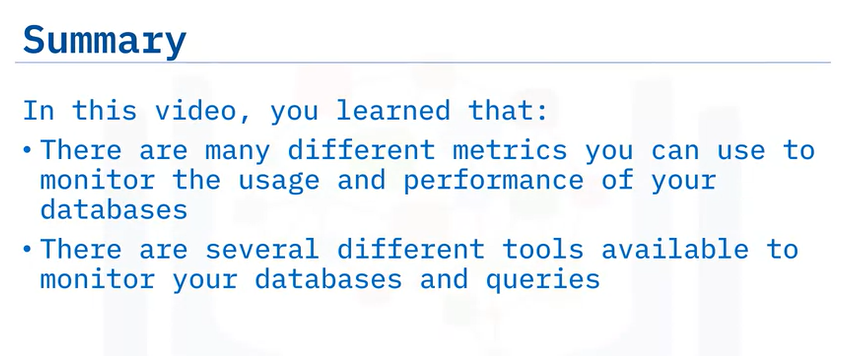 Summary
In this video, you learned that:
• There are many different metrics you can use to
monitor the usage and performance of your
databases
• There are several different tools available to
monitor your databases and queries